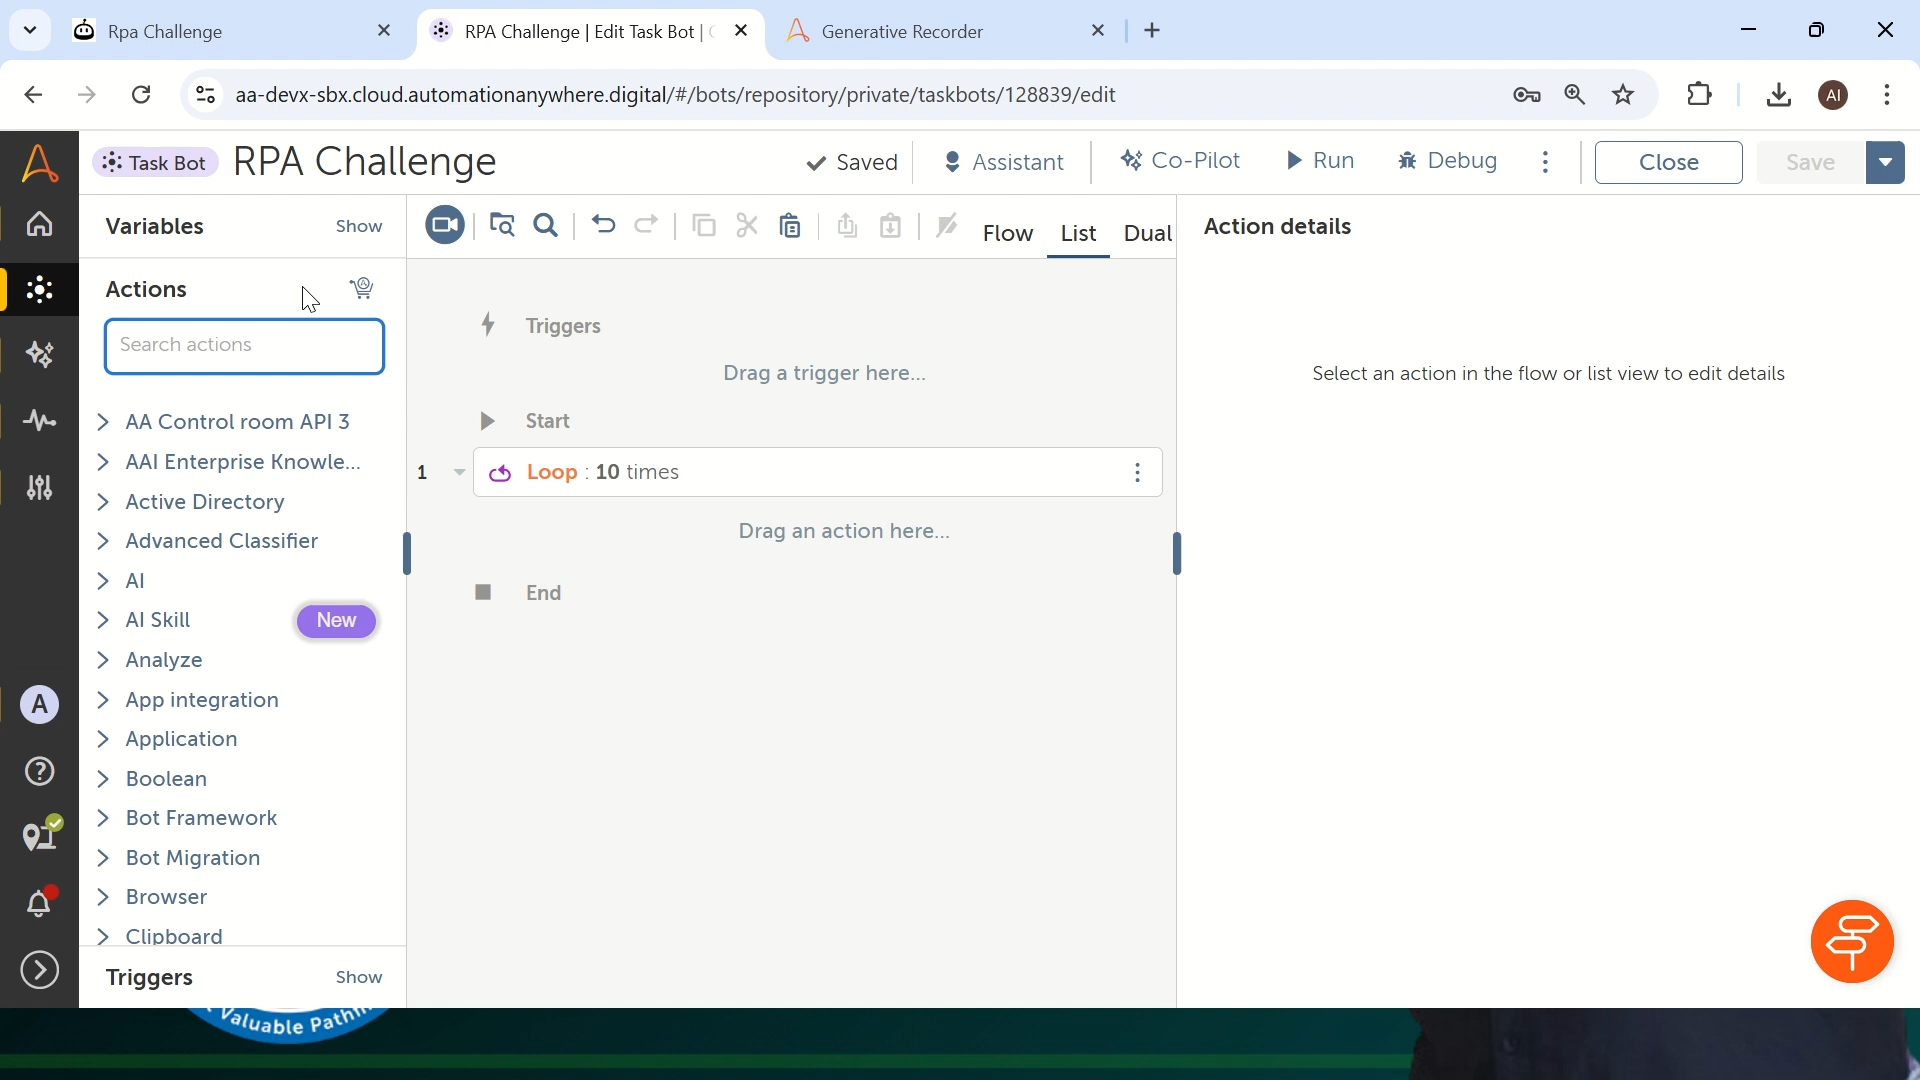 Rpa Challenge
RPA Challenge | Edit Task Bot |
Generative Recorder
aa-devx-sbx.cloud.automationanywhere.digital/#/bots/repository/private/taskbots/128839/edit
AI
Task Bot
RPA Challenge
Saved
Assistant
Co-Pilot
Run
Debug
Close
Save
Variables
Show
Flow
List
Dual
Action details
Actions
Search actions
AA Control room API 3
AAI Enterprise Knowle...
Active Directory
Advanced Classifier
AI
AI Skill
New
Analyze
App integration
Application
Boolean
Bot Framework
Bot Migration
Browser
Clipboard
Triggers
Show
A
Triggers
Drag a trigger here...
Start
1
Loop : 10 times
Drag an action here...
End
Select an action in the flow or list view to edit details
Valuable